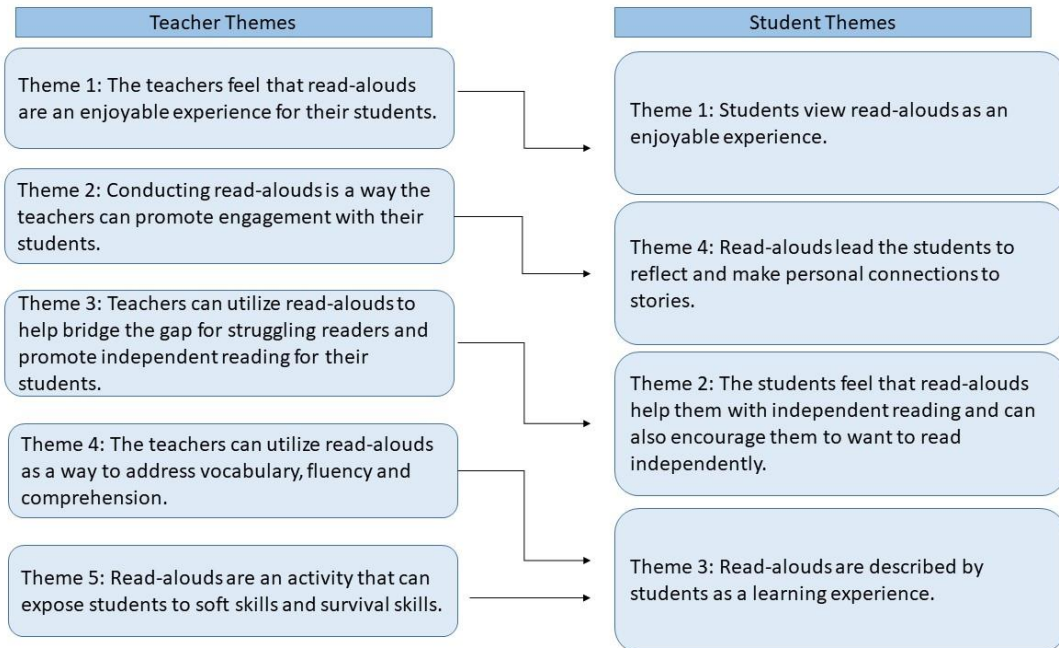 Teacher Themes
Theme 1: The teachers feel that read-alouds
are an enjoyable experience for their students.
Theme 2: Conducting read-alouds is a way the
teachers can promote engagement with their
students.
Theme 3: Teachers can utilize read-alouds to
help bridge the gap for struggling readers and
promote independent reading for their
students.
Theme 4: The teachers can utilize read-alouds
as a way to address vocabulary, fluency and
comprehension.
Theme 5: Read-alouds are an activity that can
expose students to soft skills and survival skills.
Student Themes
Theme 1: Students view read-alouds as an
enjoyable experience.
Theme 4: Read-alouds lead the students to
reflect and make personal connections to
stories.
Theme 2: The students feel that read-alouds
help them with independent reading and can
also encourage them to want to read
independently.
Theme 3: Read-alouds are described by
students as a learning experience.